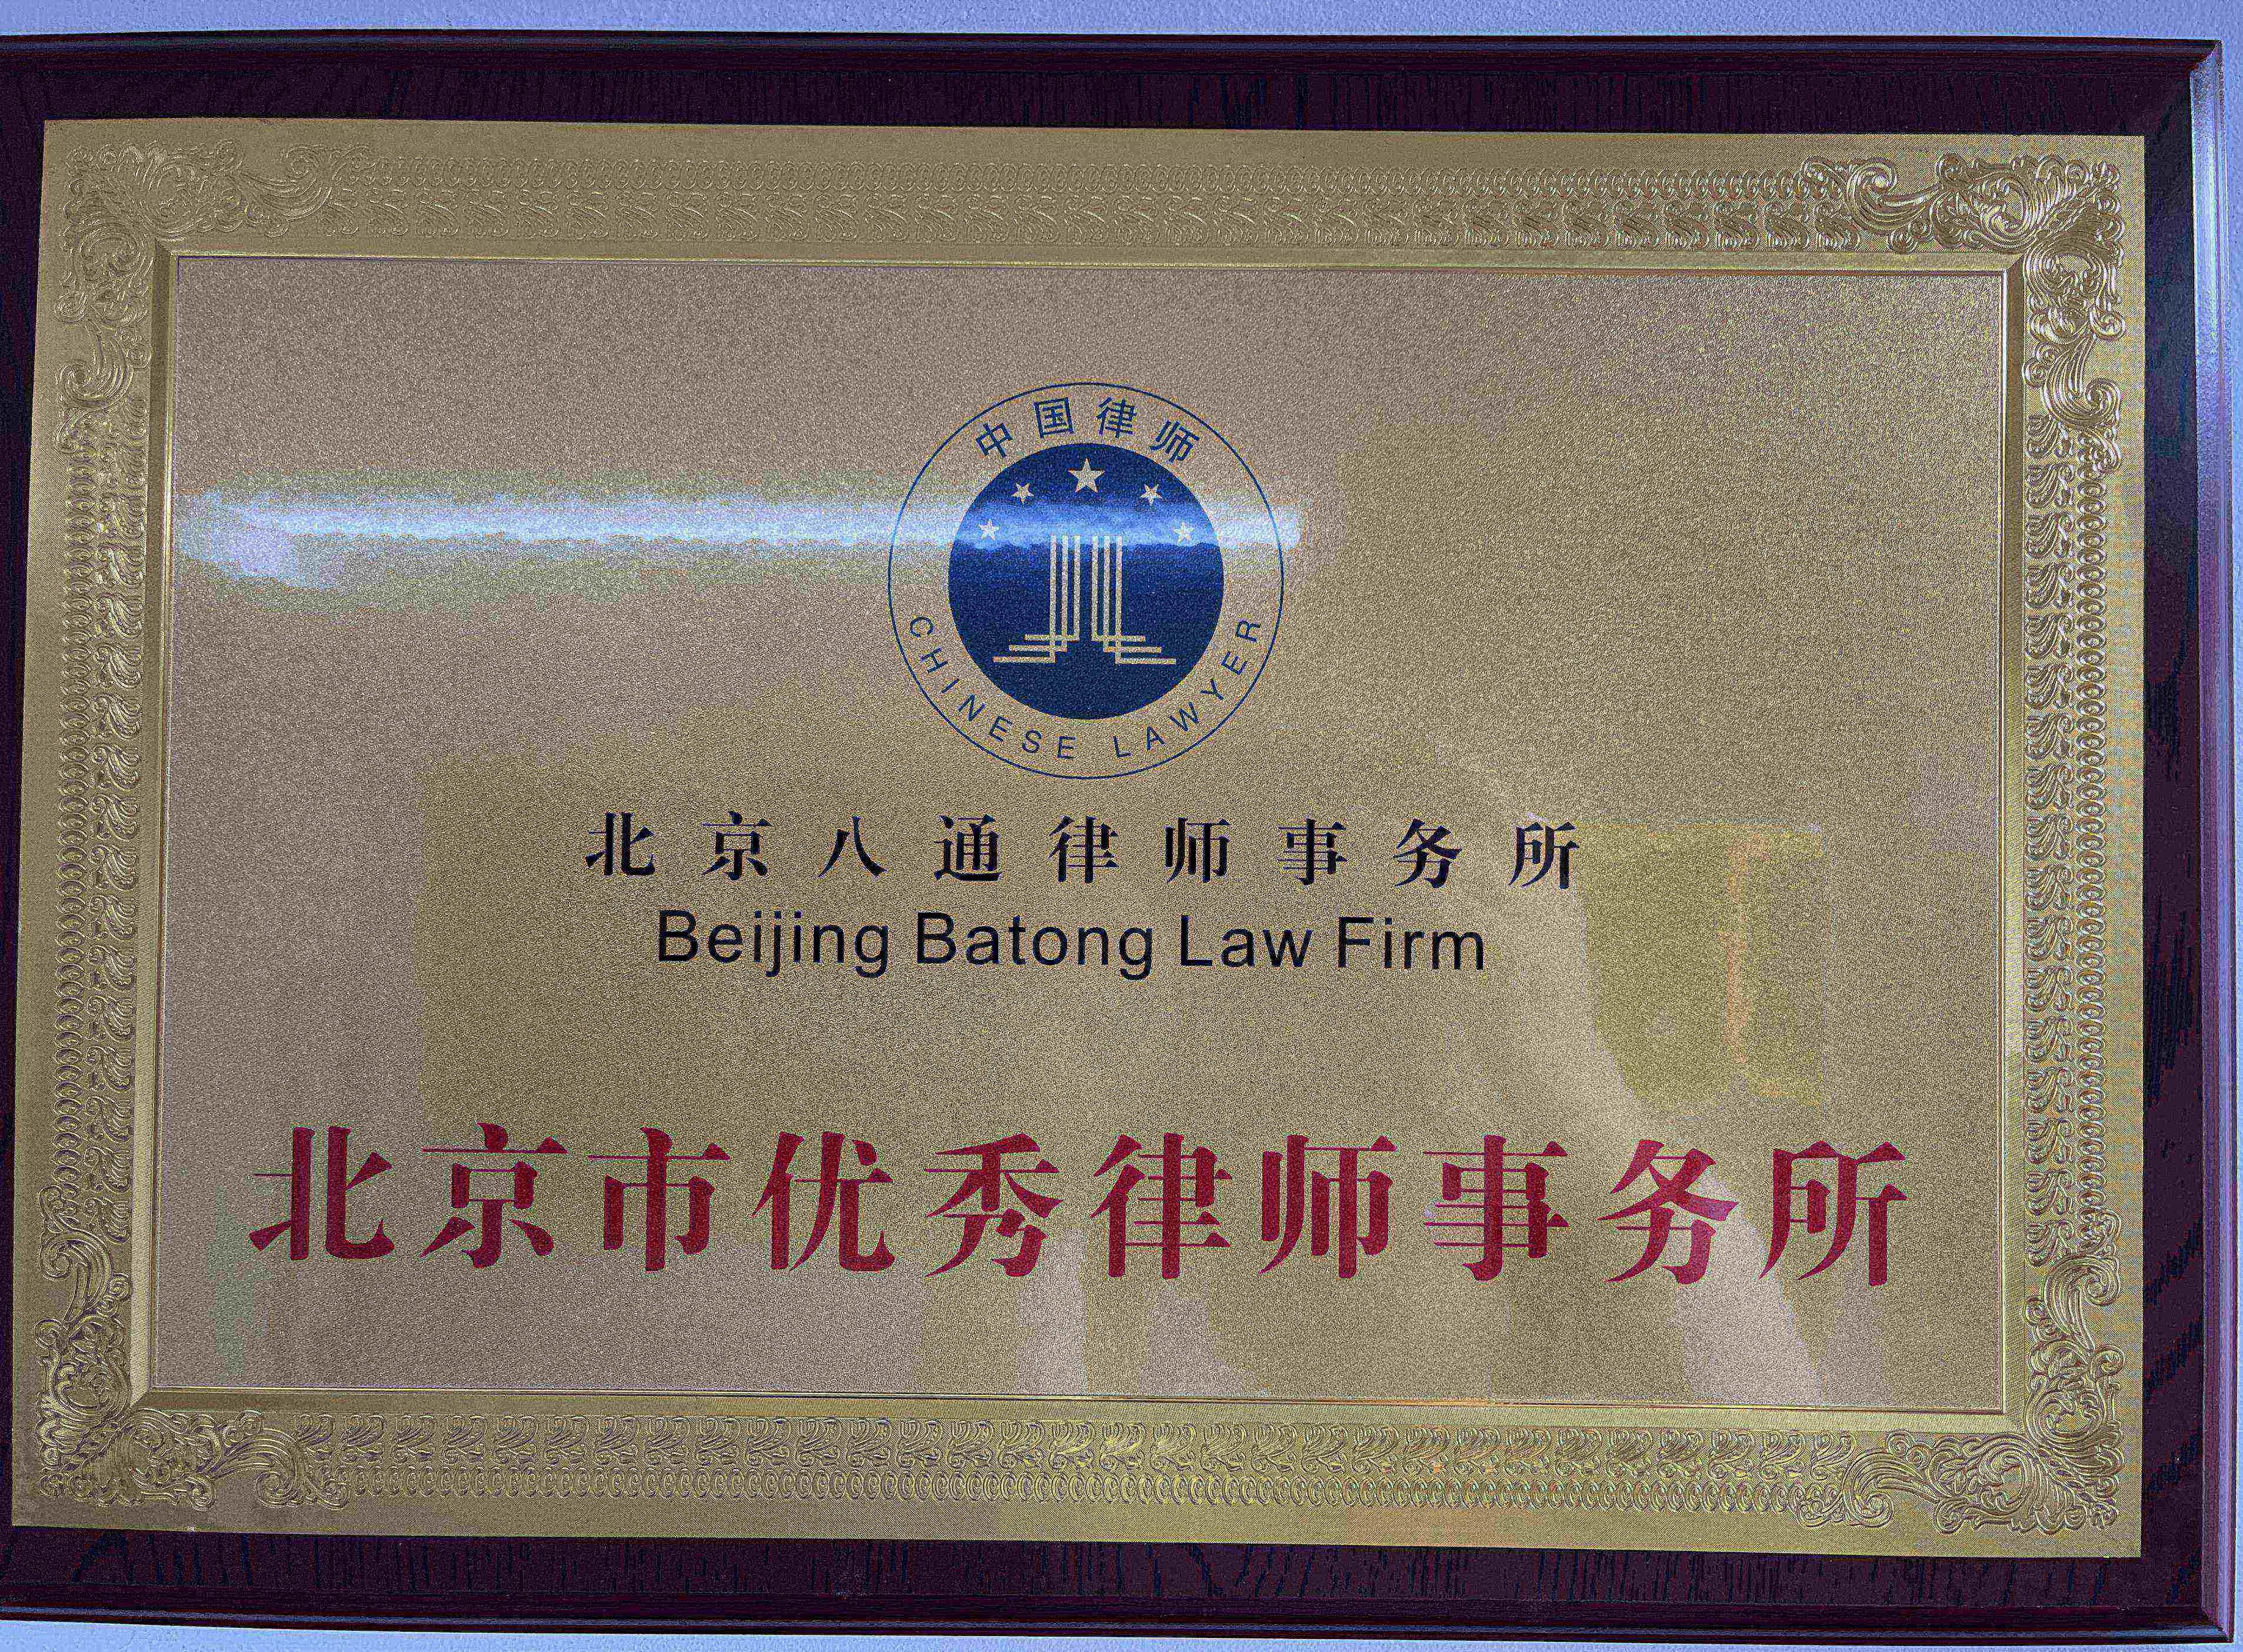 中国律师
CHINESE LAWYER
北京八通律师事务所
Beijing Batong Law Firm
北京市优秀律师事务所